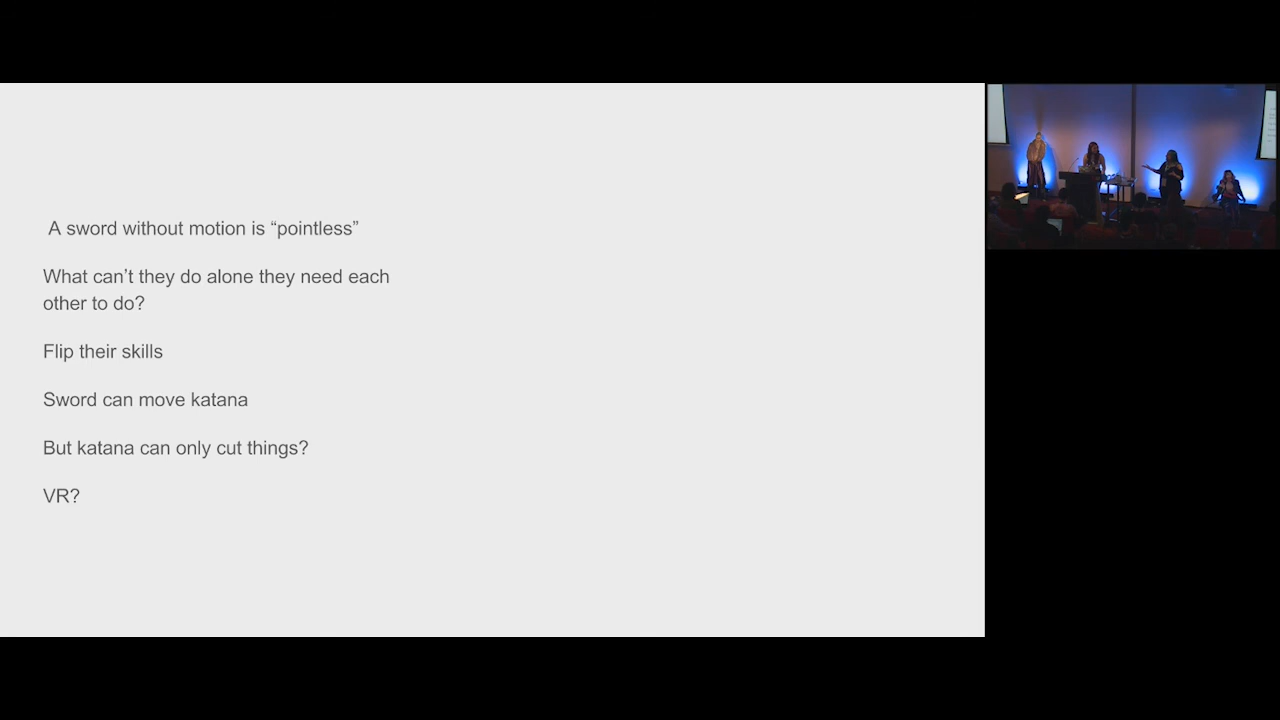 A sword without motion is “pointless”
What can’t they do alone they need each
other to do?
Flip their skills
Sword can move katana
But katana can only cut things?
VR?